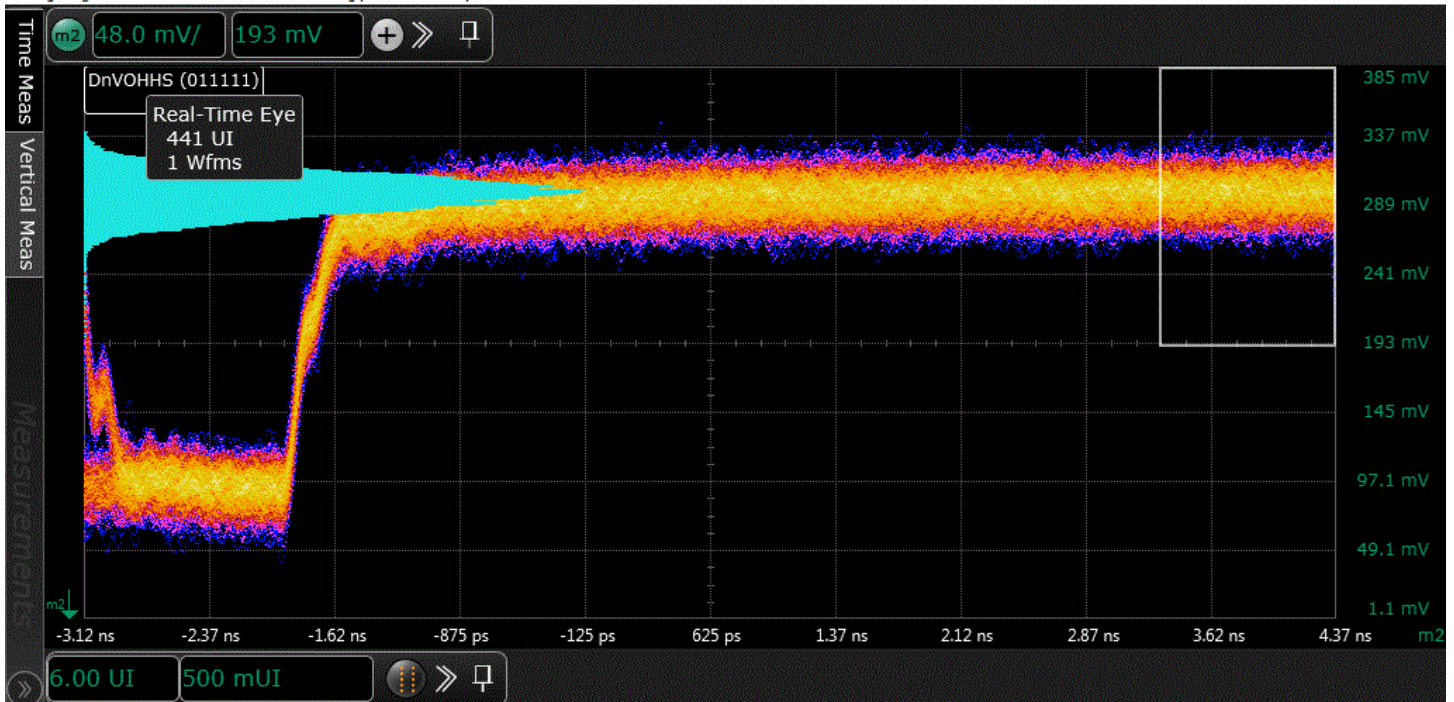 m2 48.0 mV/ 193 mV
Time Meas
Vertical Meas
Measurements
DnVOHHS (011111)
Real-Time Eye
441 UI
1 Wfms
385 mV
337 mV
289 mV
241 mV
193 mV
145 mV
97.1 mV
49.1 mV
1.1 mV
m2
-3.12 ns -2.37 ns -1.62 ns -875 ps -125 ps 625 ps 1.37 ns 2.12 ns 2.87 ns 3.62 ns 4.37 ns m2
6.00 UI 500 mUI